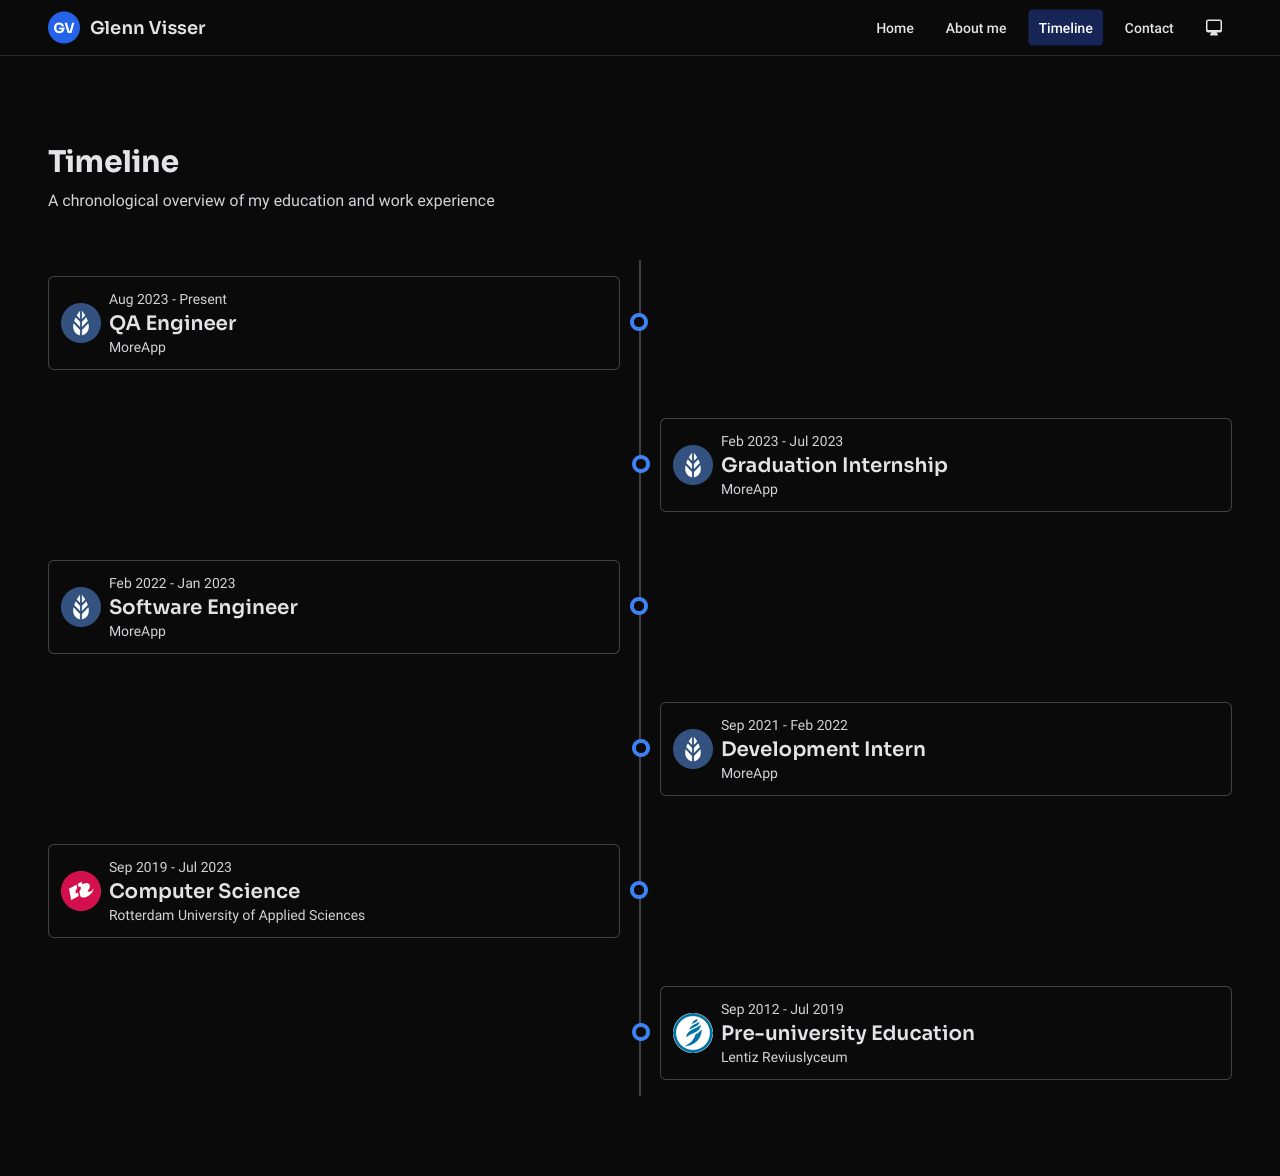 GV Glenn Visser
Home About me Timeline Contact
Timeline
A chronological overview of my education and work experience
Aug 2023 - Present
QA Engineer
MoreApp
Feb 2023 - Jul 2023
Graduation Internship
MoreApp
Feb 2022 - Jan 2023
Software Engineer
MoreApp
Sep 2021 - Feb 2022
Development Intern
MoreApp
Sep 2019 - Jul 2023
Computer Science
Rotterdam University of Applied Sciences
Sep 2012 - Jul 2019
Pre-university Education
Lentiz Reviuslyceum